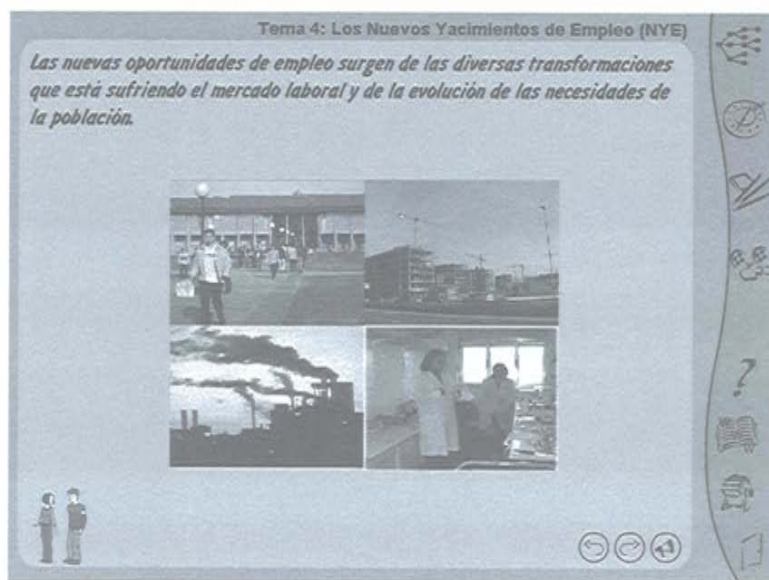 Tema 4: Los Nuevos Yacimientos de Empleo (NYE)
Las nuevas oportunidades de empleo surgen de las diversas transformaciones
que está sufriendo el mercado laboral y de la evolución de las necesidades de
la población.
?